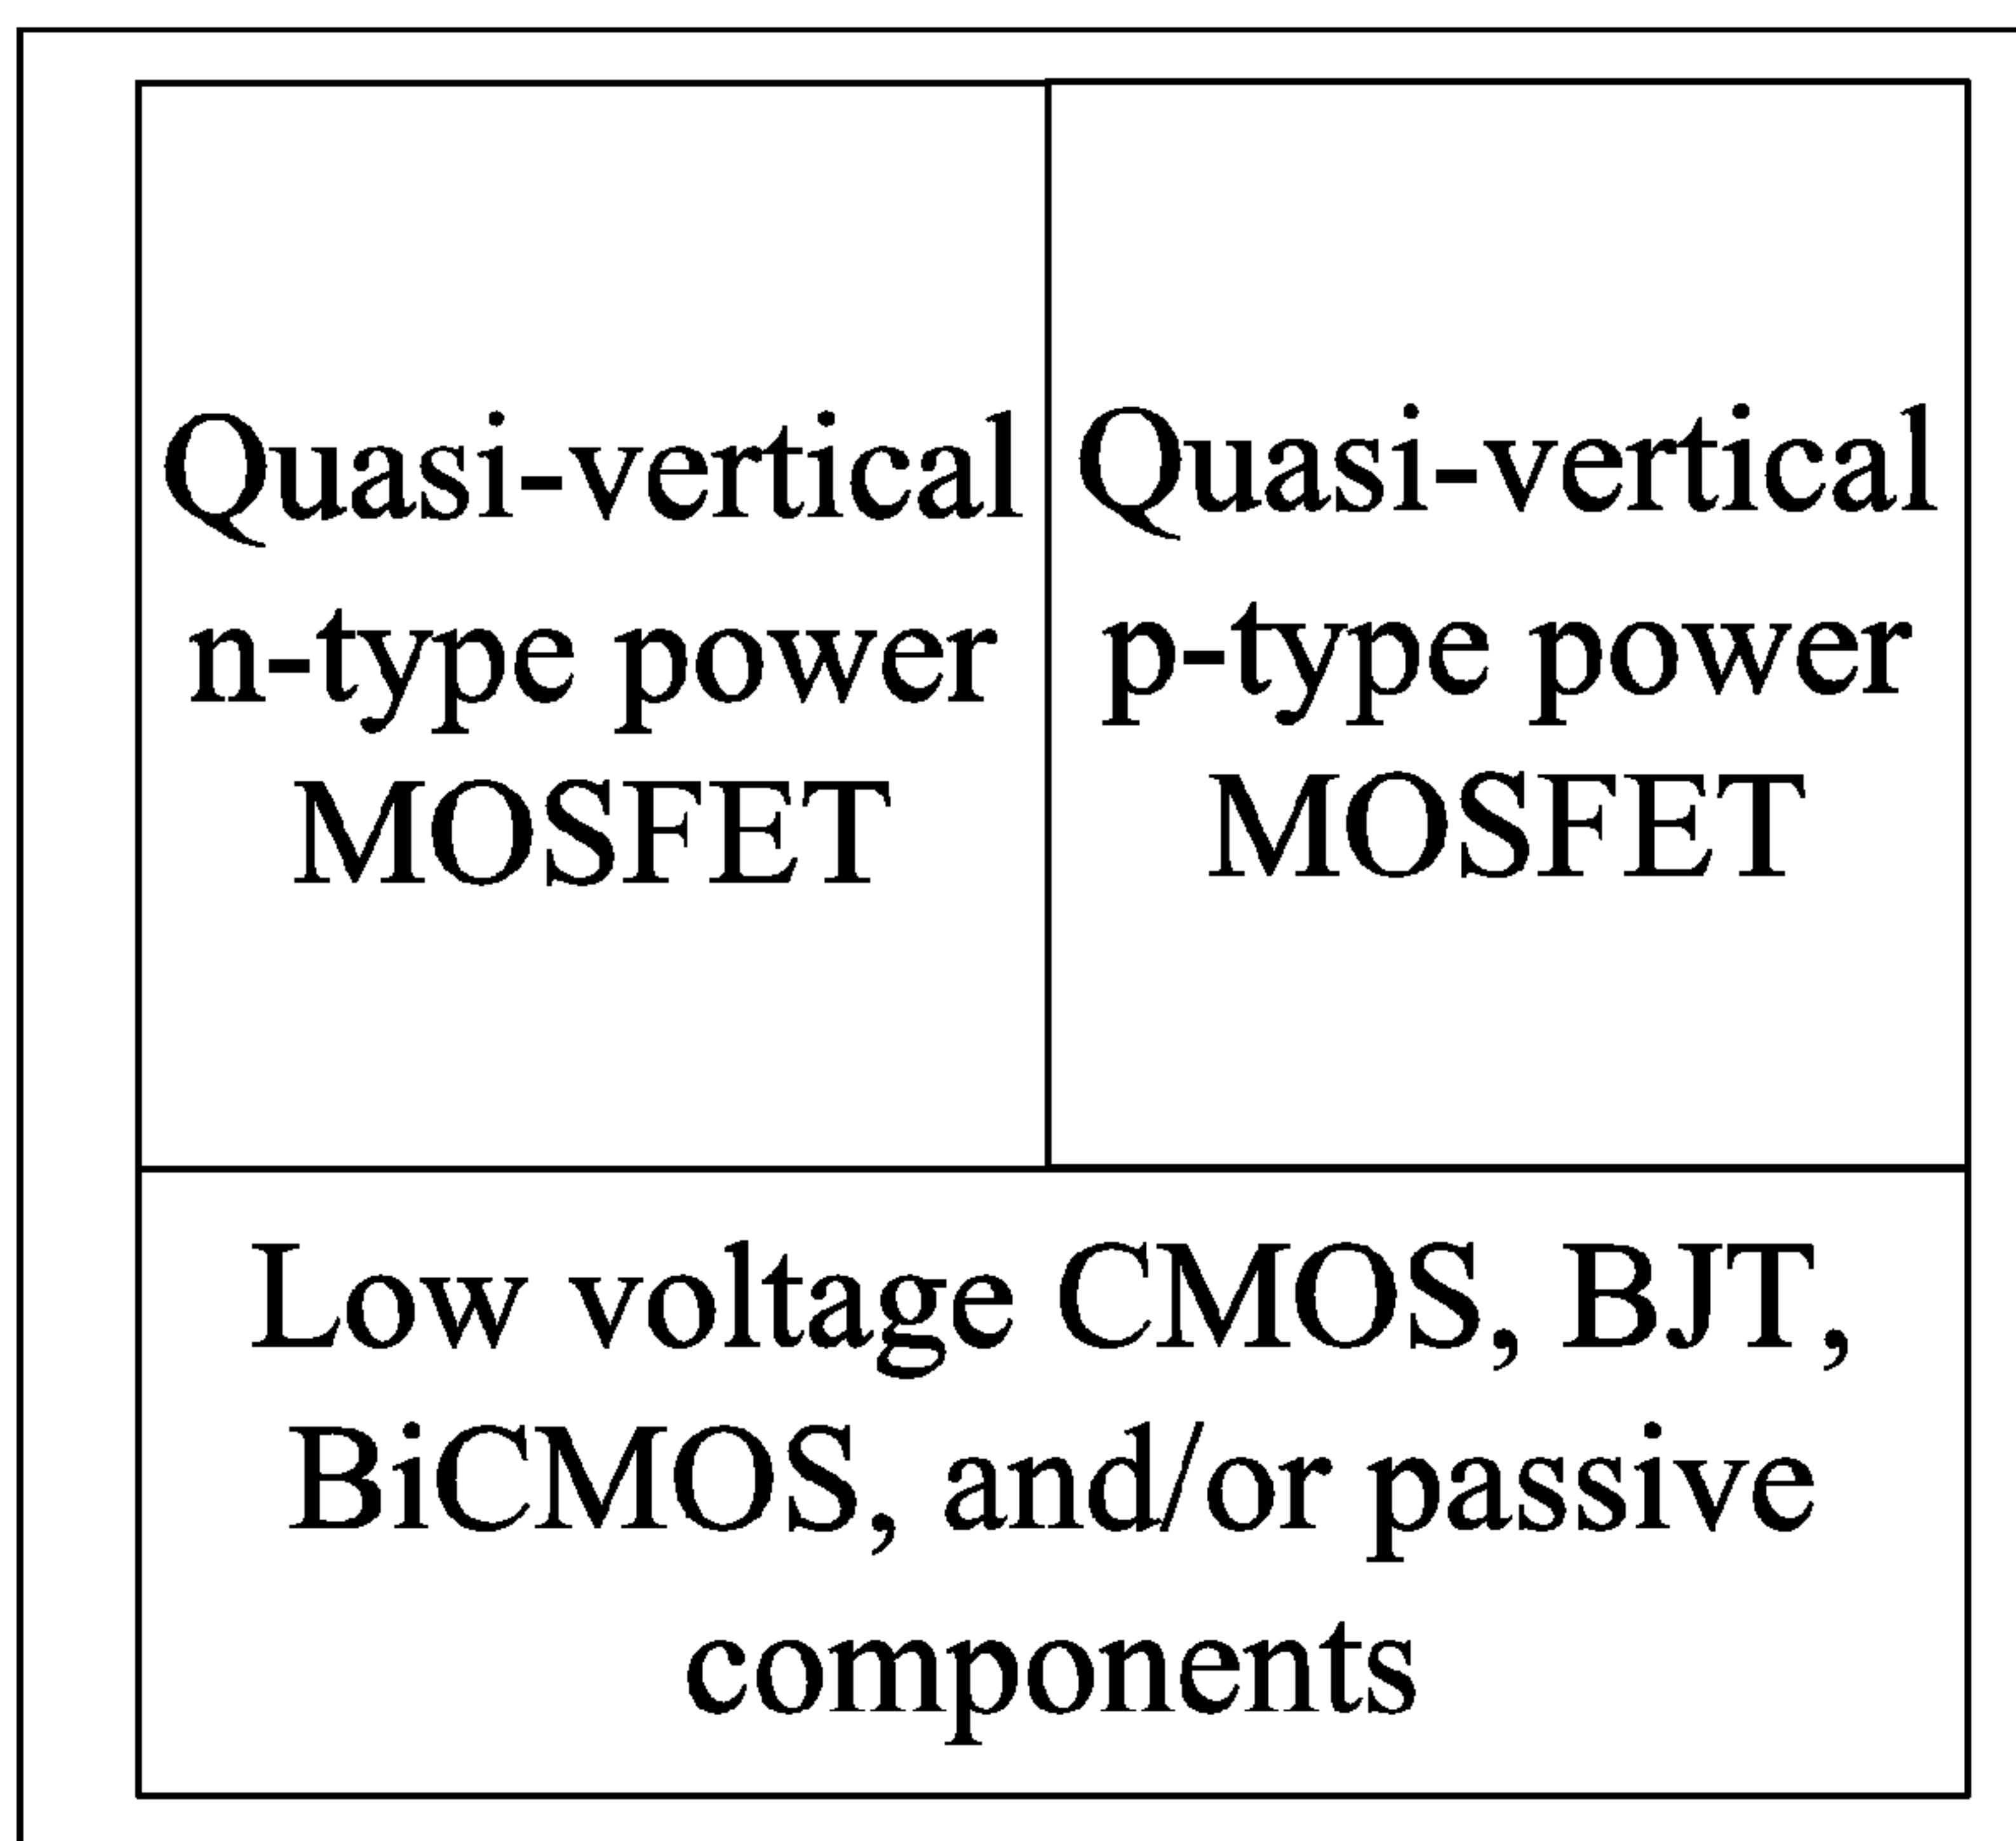 Quasi-vertical
n-type power
MOSFET
Quasi-vertical
p-type power
MOSFET
Low voltage CMOS, BJT,
BiCMOS, and/or passive
components